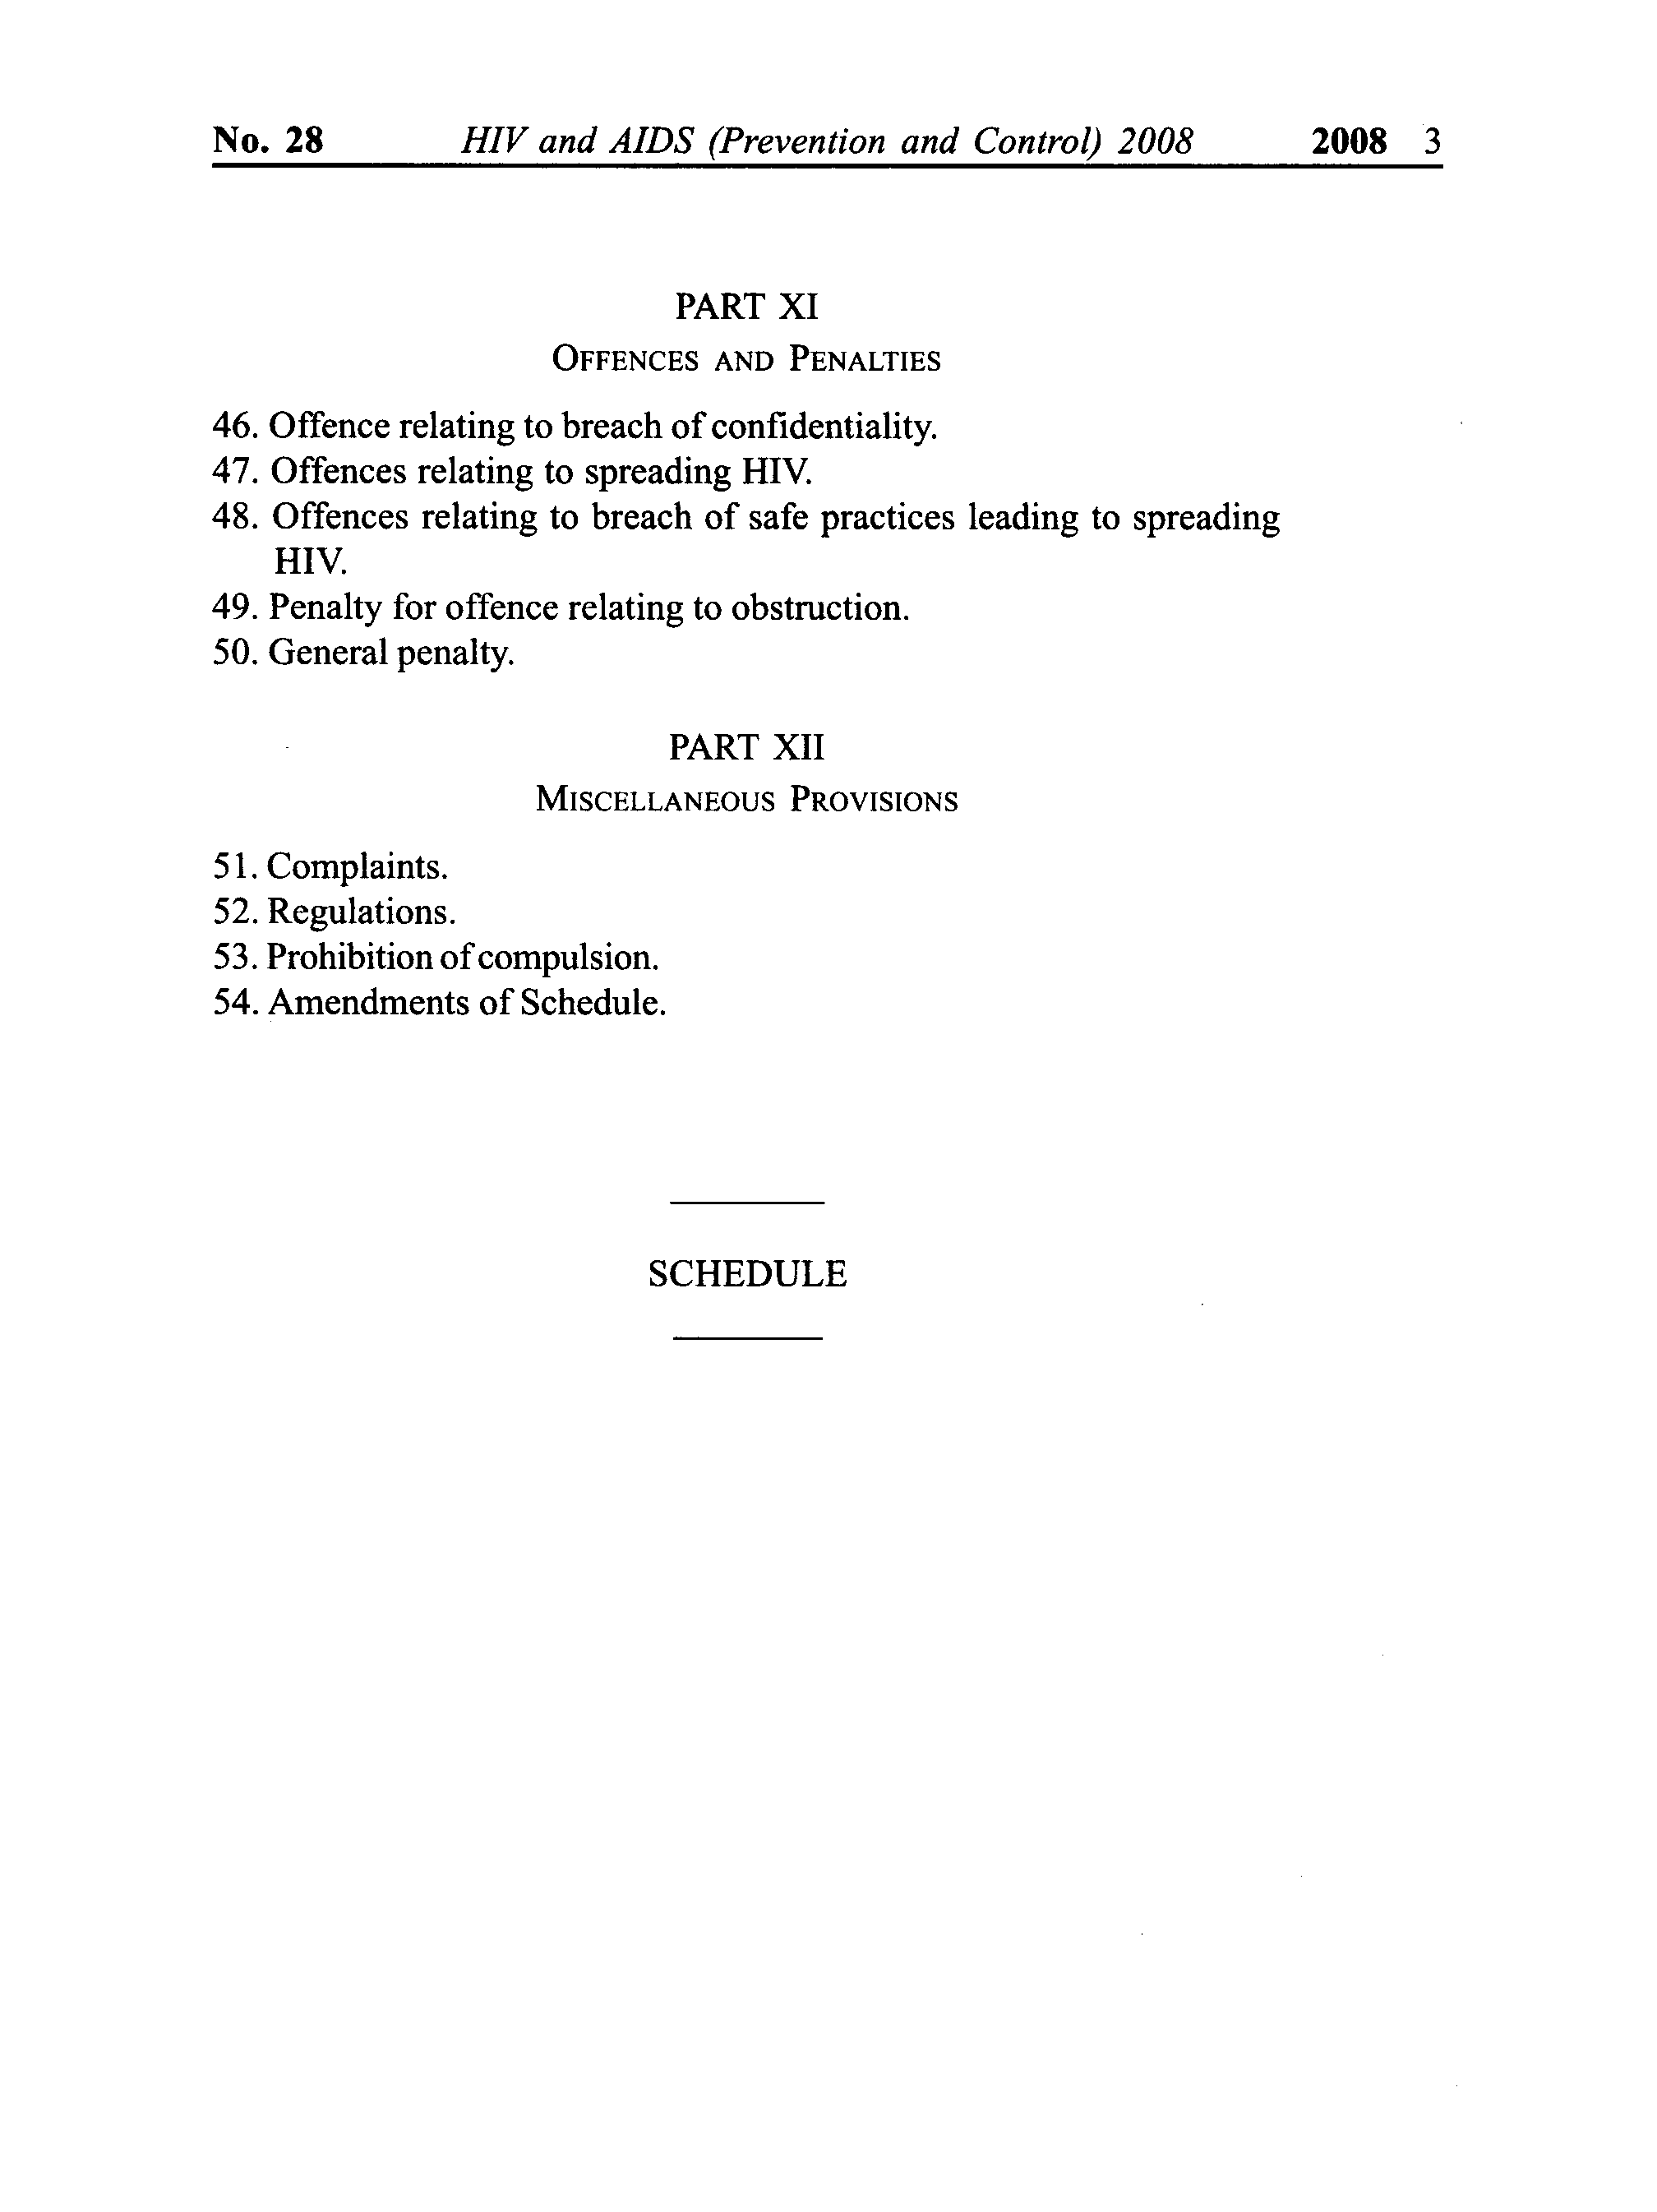 No. 28 HIV and AIDS (Prevention and Control) 2008 2008 3
PART XI
OFFENCES AND PENALTIES
46. Offence relating to breach of confidentiality.
47. Offences relating to spreading HIV.
48. Offences relating to breach of safe practices leading to spreading
HIV.
49. Penalty for offence relating to obstruction.
50. General penalty.
PART XII
MISCELLANEOUS PROVISIONS
51. Complaints.
52. Regulations.
53. Prohibition of compulsion.
54. Amendments of Schedule.
SCHEDULE